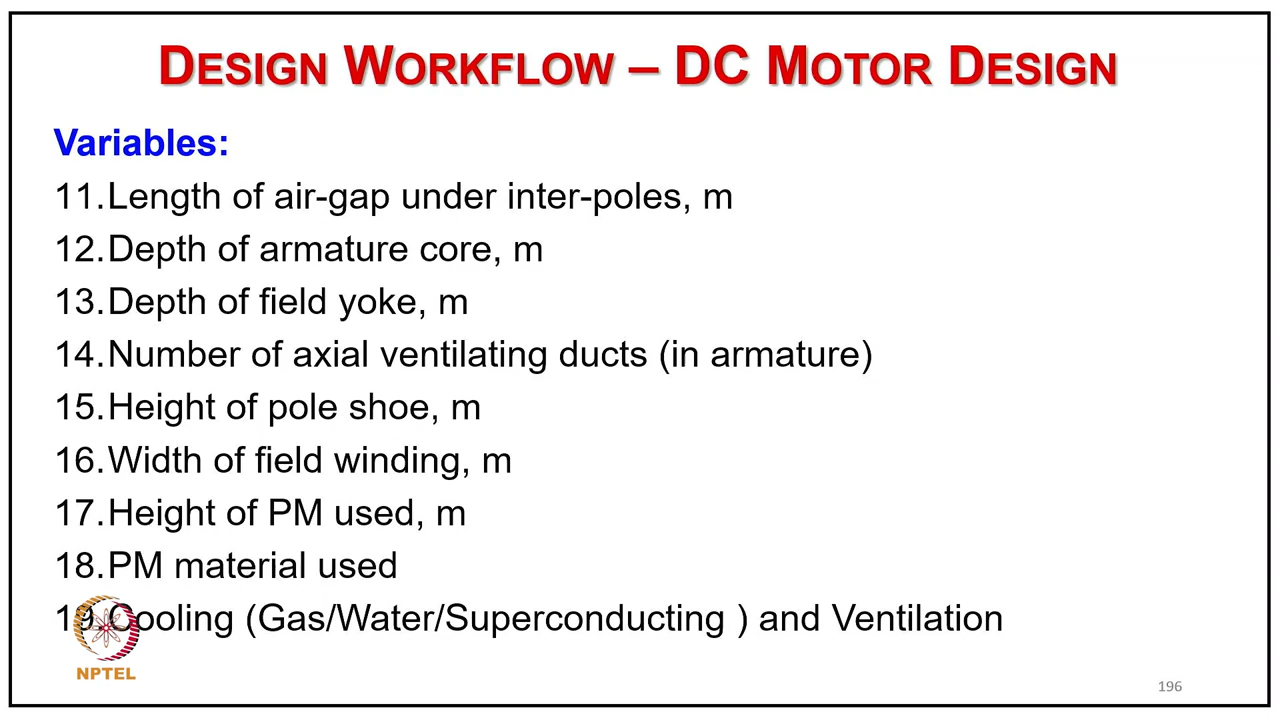 DESIGN WORKFLOW – DC MOTOR DESIGN
Variables:
11.Length of air-gap under inter-poles, m
12.Depth of armature core, m
13.Depth of field yoke, m
14.Number of axial ventilating ducts (in armature)
15.Height of pole shoe, m
16.Width of field winding, m
17.Height of PM used, m
18.PM material used
19.Cooling (Gas/Water/Superconducting ) and Ventilation
NPTEL
196